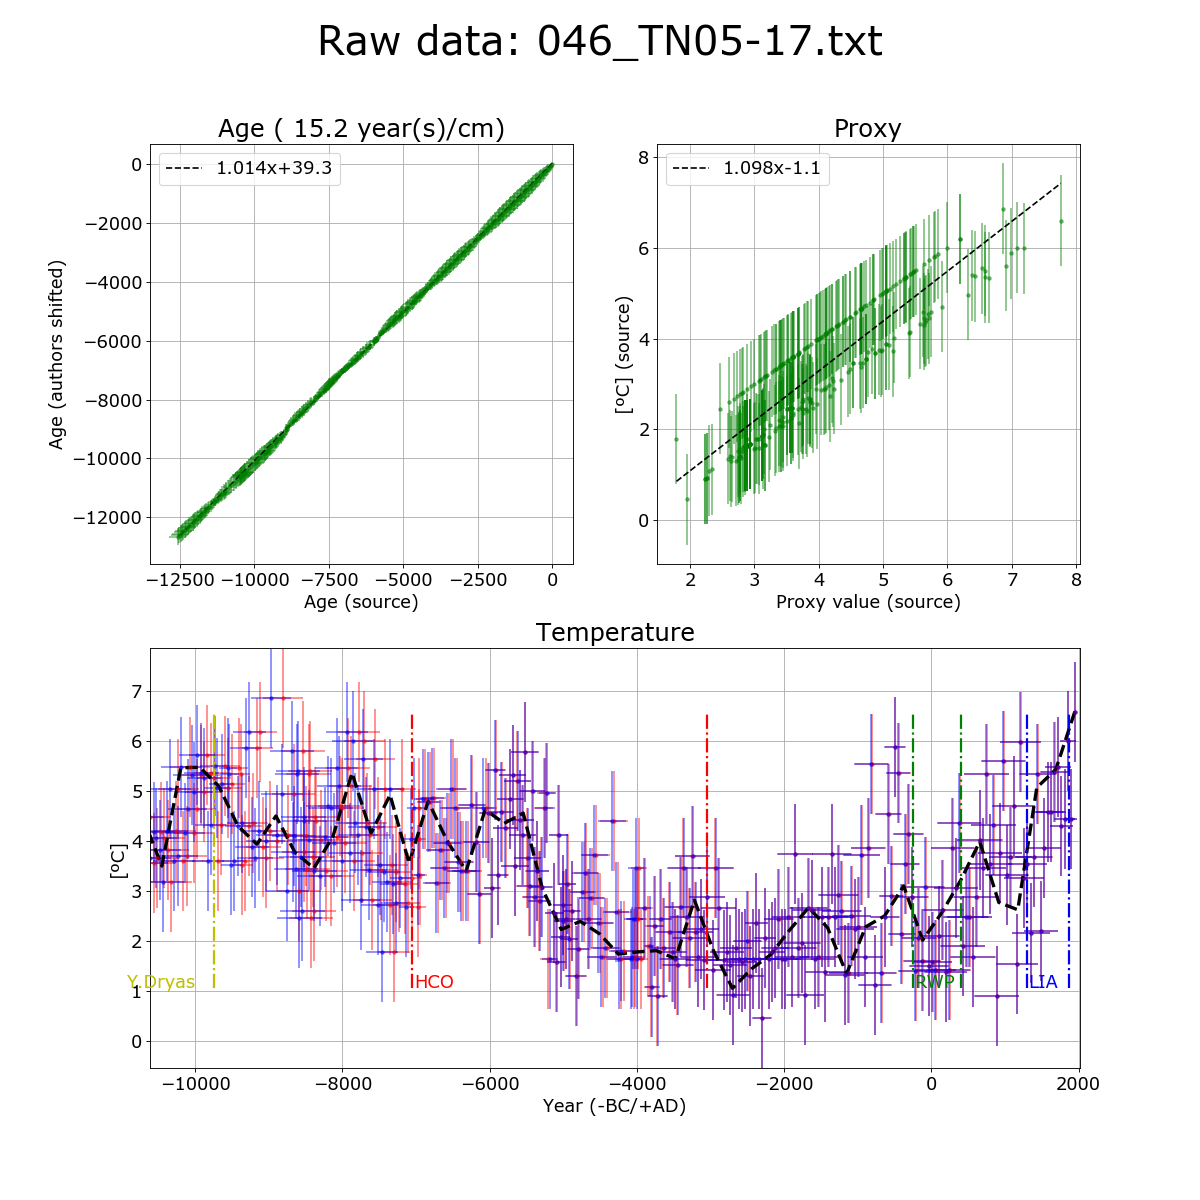 Raw data: 046_TN05-17.txt
Age ( 15.2 year(s)/cm)
Proxy
1.014x+39.3
1.098x-1.1
0
−2000
−4000
−6000
−8000
−10000
−12000
Age (authors shifted)
−12500
−10000
−7500
−5000
−2500
0
Age (source)
8
6
4
2
0
[ºC] (source)
2
3
4
5
6
7
8
Proxy value (source)
Temperature
7
6
5
4
3
2
1
0
[ºC]
Y.Dryas
HCO
RWP
LIA
−10000
−8000
−6000
−4000
−2000
0
2000
Year (-BC/+AD)